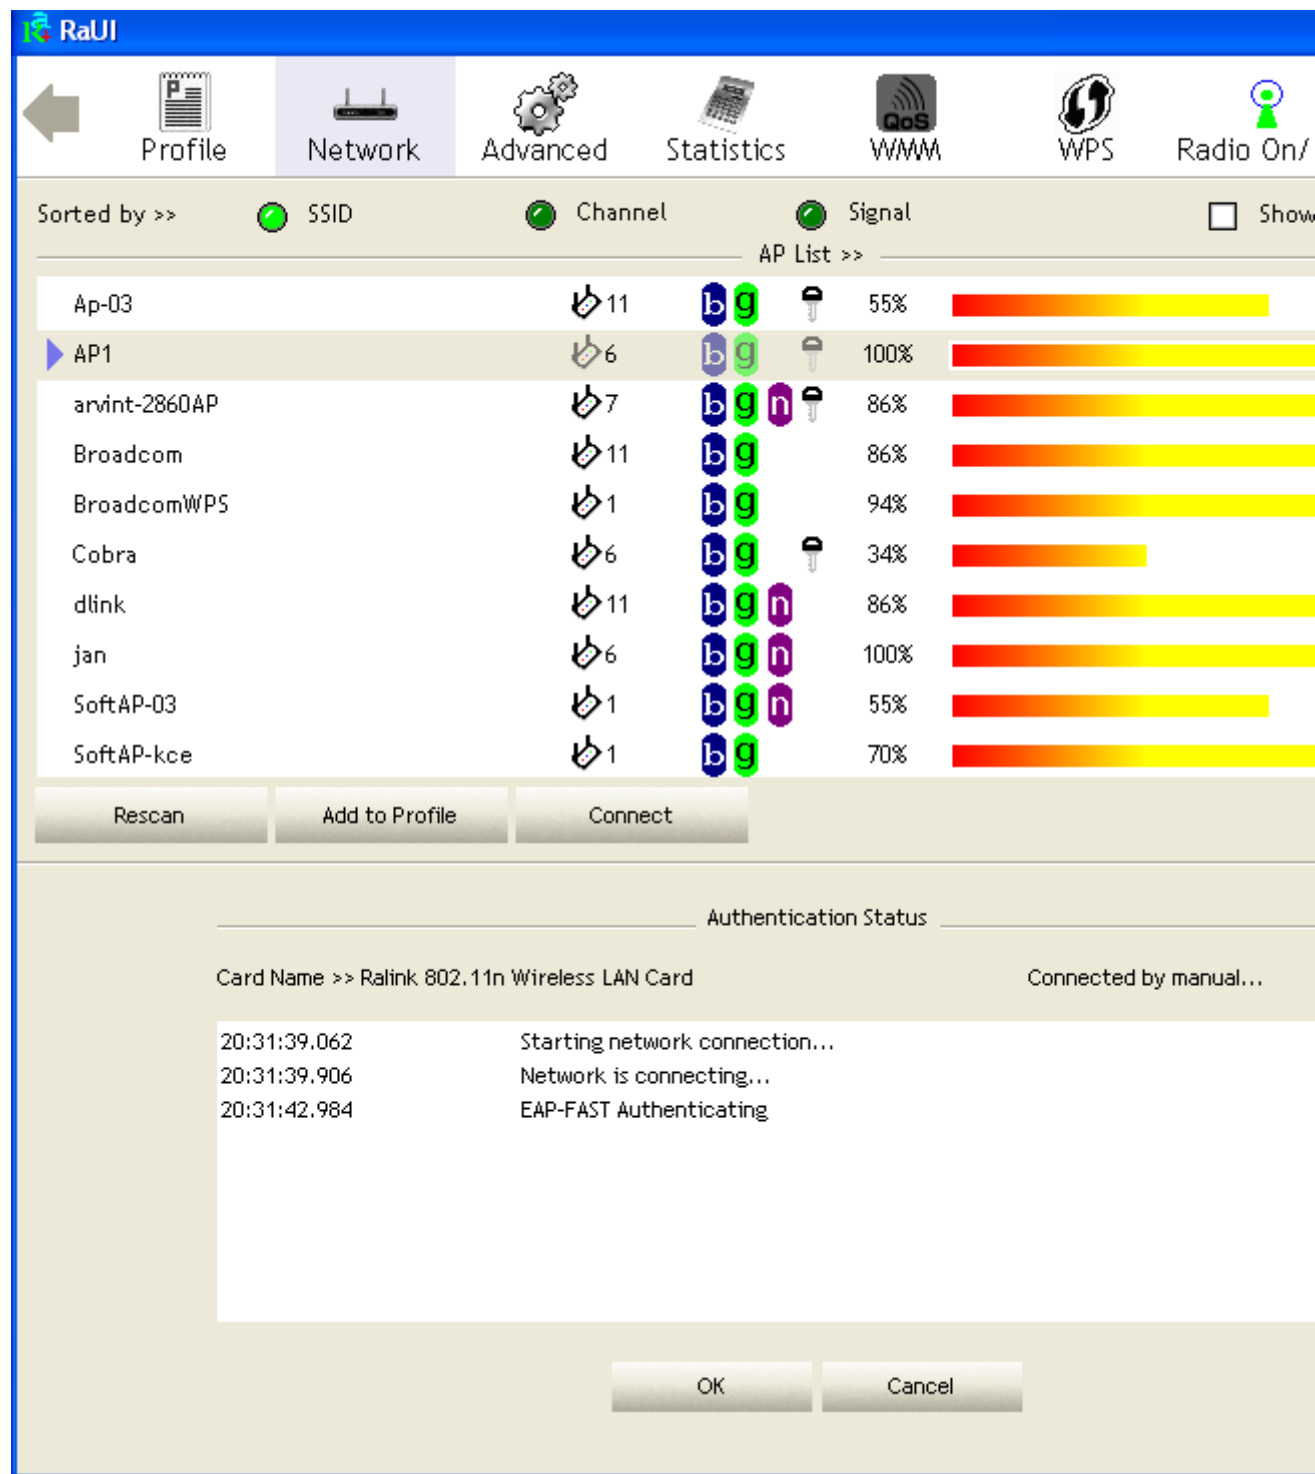 RaUI
Profile Network Advanced Statistics QoS WMM WPS Radio On/
Sorted by >> SSID Channel Signal Show
AP List >>
Ap-03 11 b g 55%
AP1 6 b g 100%
arvint-2860AP 7 b g n 86%
Broadcom 11 b g 86%
BroadcomWPS 1 b g 94%
Cobra 6 b g 34%
dlink 11 b g n 86%
jan 6 b g n 100%
SoftAP-03 1 b g n 55%
SoftAP-kce 1 b g 70%
Rescan Add to Profile Connect
Authentication Status
Card Name >> Ralink 802.11n Wireless LAN Card Connected by manual...
20:31:39.062 Starting network connection...
20:31:39.906 Network is connecting...
20:31:42.984 EAP-FAST Authenticating
OK Cancel